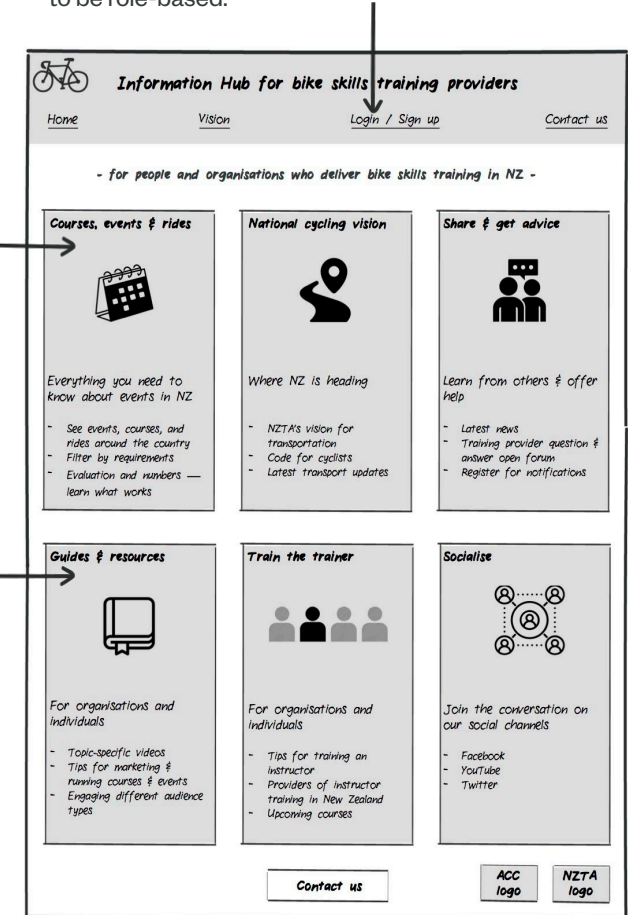 to be role-based.
Information Hub for bike skills training providers
Home Vision Login / Sign up Contact us
- for people and organisations who deliver bike skills training in NZ -
Courses, events & rides
Everything you need to
know about events in NZ
- See events, courses, and
rides around the country
- Filter by requirements
- Evaluation and numbers —
learn what works
National cycling vision
Where NZ is heading
- NZTA's vision for
transportation
- Code for cyclists
- Latest transport updates
Share & get advice
Learn from others & offer
help
- Latest news
- Training provider question &
answer open forum
- Register for notifications
Guides & resources
For organisations and
individuals
- Topic-specific videos
- Tips for marketing &
running courses & events
- Engaging different audience
types
Train the trainer
For organisations and
individuals
- Tips for training an
instructor
- Providers of instructor
training in New Zealand
- Upcoming courses
Socialise
Join the conversation on
our social channels
- Facebook
- YouTube
- Twitter
Contact us
ACC
logo
NZTA
logo